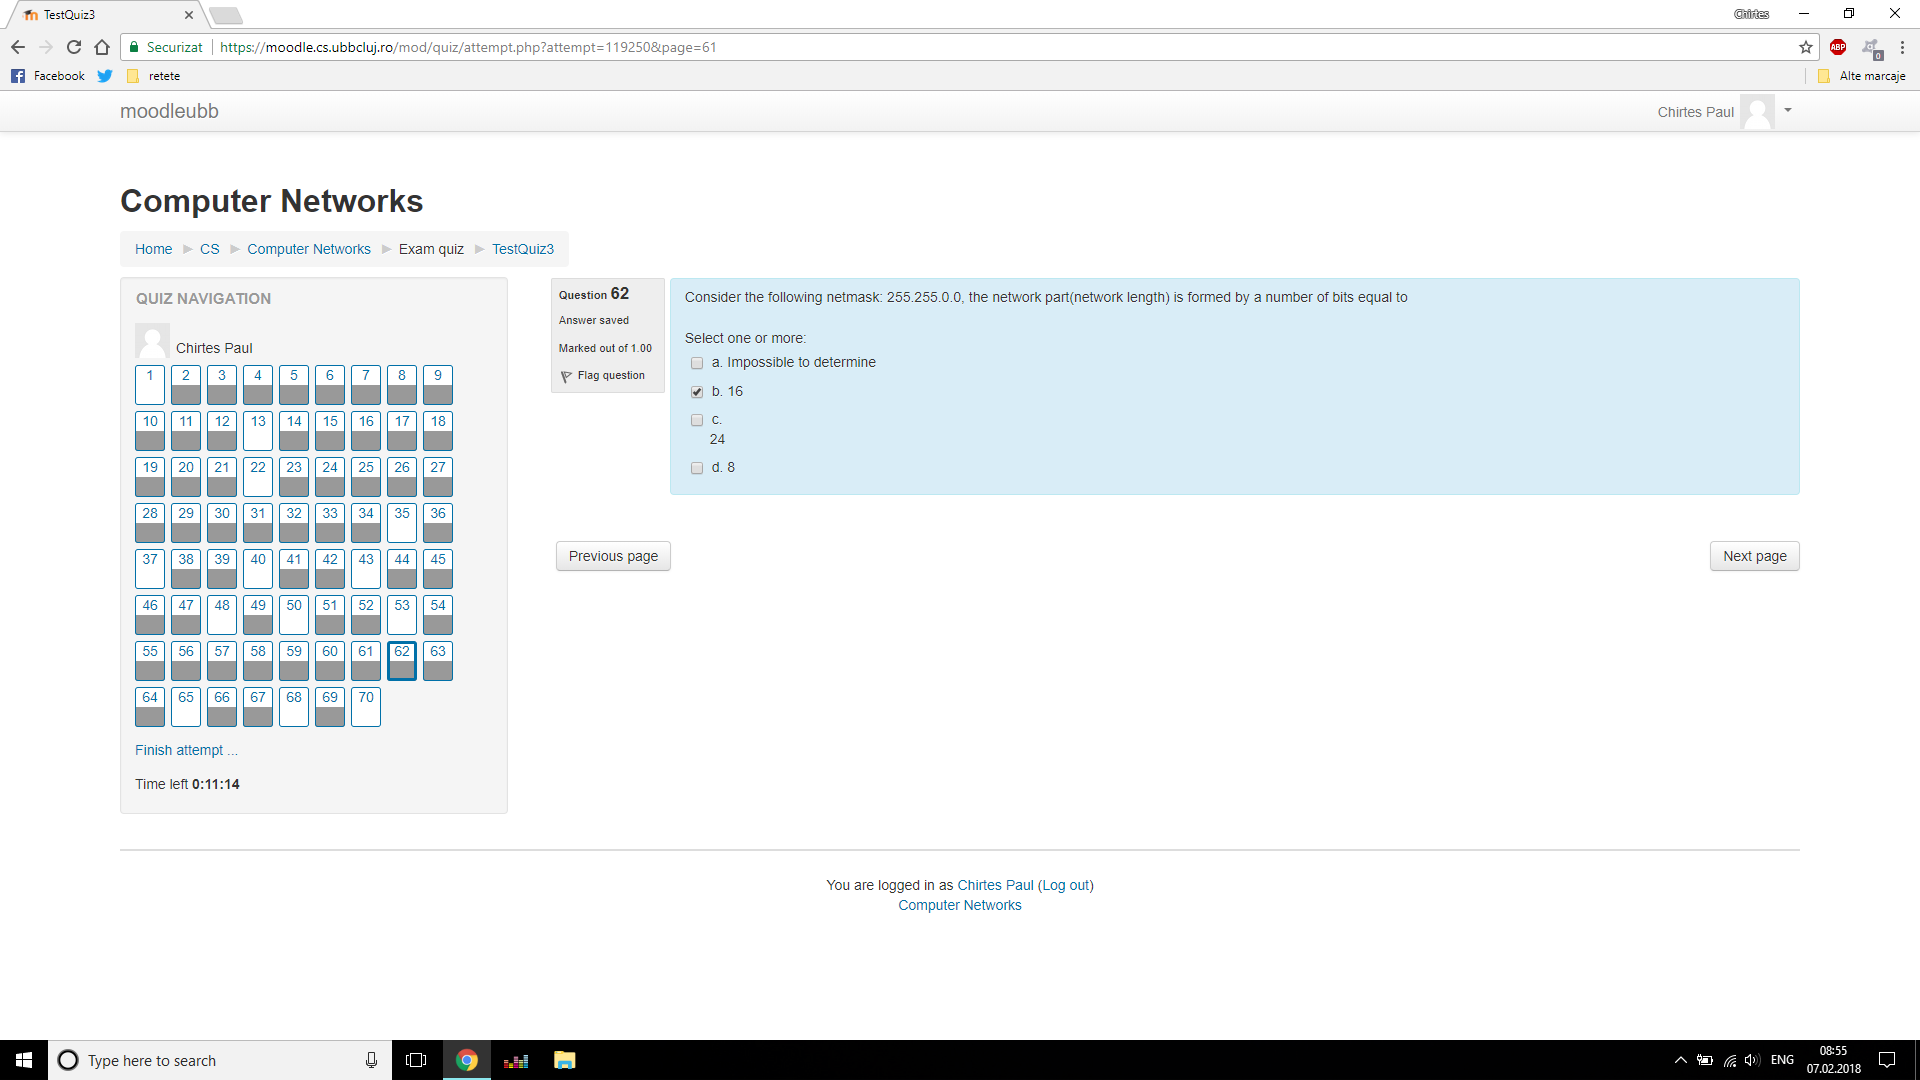 TestQuiz3
Chirtes
Securizat
https://moodle.cs.ubbcluj.ro/mod/quiz/attempt.php?attempt=119250&page=61
ABP
0
Facebook
retete
Alte marcaje
moodleubb
Chirtes Paul
Computer Networks
Home ► CS ► Computer Networks ► Exam quiz ► TestQuiz3
QUIZ NAVIGATION
Chirtes Paul
1 2 3 4 5 6 7 8 9
10 11 12 13 14 15 16 17 18
19 20 21 22 23 24 25 26 27
28 29 30 31 32 33 34 35 36
37 38 39 40 41 42 43 44 45
46 47 48 49 50 51 52 53 54
55 56 57 58 59 60 61 62 63
64 65 66 67 68 69 70
Finish attempt ...
Time left 0:11:14
Question 62
Answer saved
Marked out of 1.00
Flag question
Consider the following netmask: 255.255.0.0, the network part(network length) is formed by a number of bits equal to
Select one or more:
a. Impossible to determine
b. 16
c.
24
d. 8
Previous page
Next page
You are logged in as Chirtes Paul (Log out)
Computer Networks
Type here to search
ENG
08:55
07.02.2018